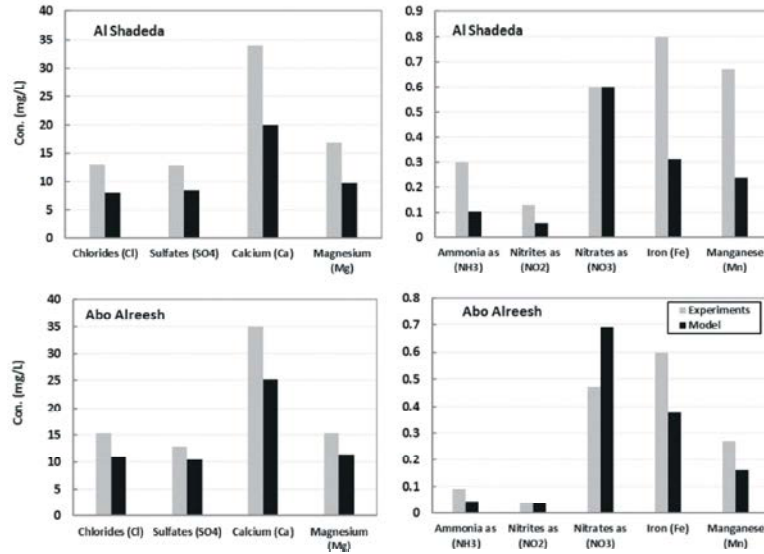 Al Shadeda
Con. (mg/L)
40
35
30
25
20
15
10
5
0
Chlorides (Cl) Sulfates (SO4) Calcium (Ca) Magnesium
(Mg)
Al Shadeda
0.9
0.8
0.7
0.6
0.5
0.4
0.3
0.2
0.1
0
Ammonia as Nitrites as Nitrates as Iron (Fe) Manganese
(NH3) (NO2) (NO3) (Mn)
Abo Alreesh
Con. (mg/L)
40
35
30
25
20
15
10
5
0
Chlorides (Cl) Sulfates (SO4) Calcium (Ca) Magnesium
(Mg)
Abo Alreesh
Experiments
Model
0.8
0.7
0.6
0.5
0.4
0.3
0.2
0.1
0
Ammonia as Nitrites as Nitrates as Iron (Fe) Manganese
(NH3) (NO2) (NO3) (Mn)